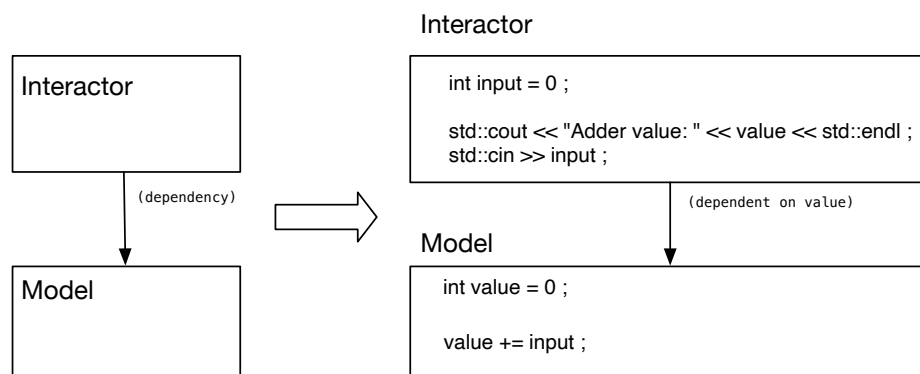 Interactor
(dependency)
Model
Interactor
int input = 0 ;
std::cout << "Adder value: " << value << std::endl ;
std::cin >> input ;
(dependent on value)
Model
int value = 0 ;
value += input ;